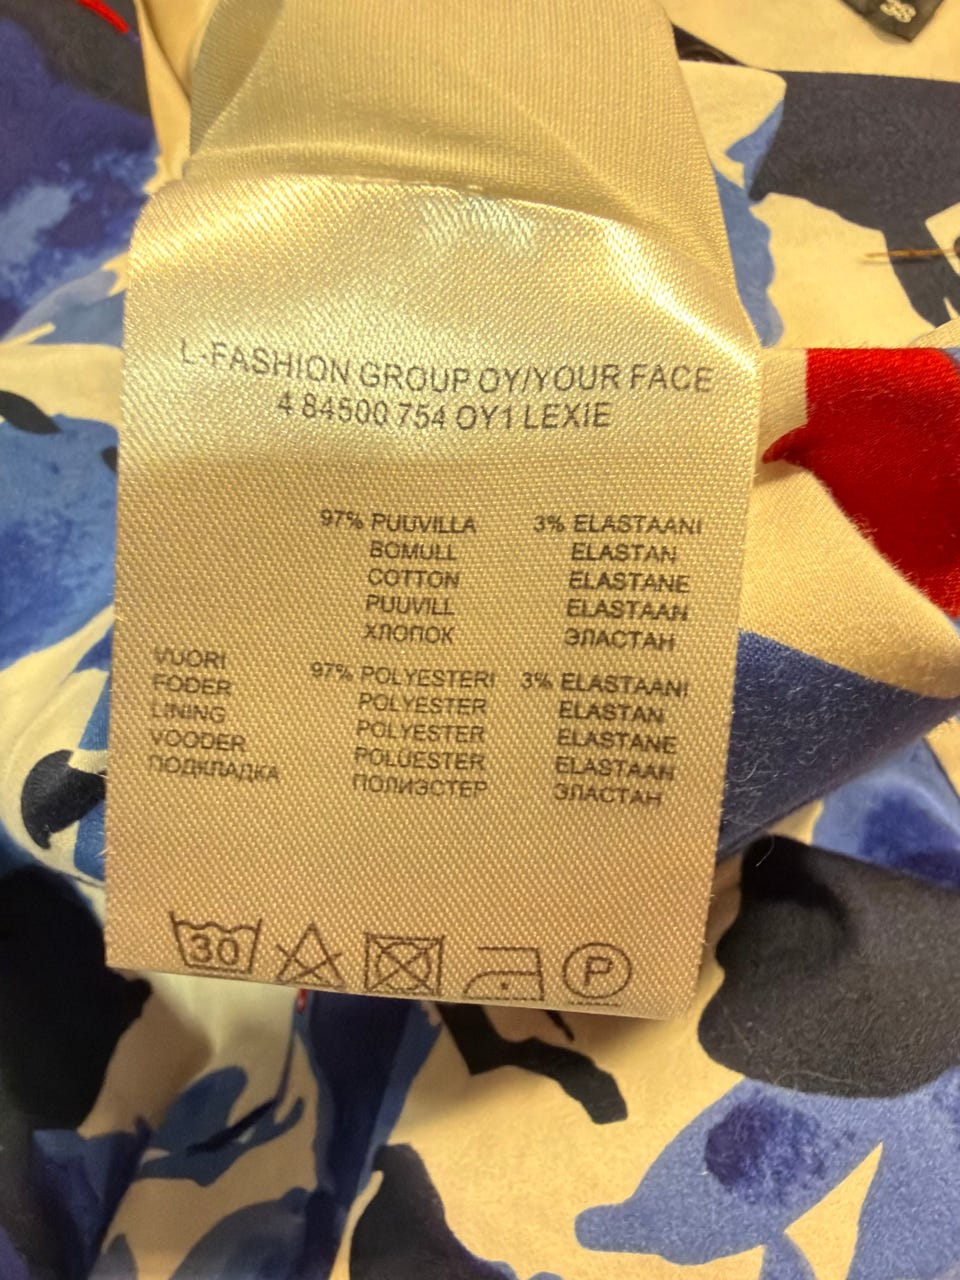 38
L-FASHION GROUP OY/YOUR FACE
4 84500 754 OY1 LEXIE
97% PUUVILLA 3% ELASTAANI
BOMULL ELASTAN
COTTON ELASTANE
PUUVILL ELASTAAN
ХЛОПОК ЭЛАСТАН
VUORI 97% POLYESTERI 3% ELASTAANI
FODER POLYESTER ELASTAN
LINING POLYESTER ELASTANE
VOODER POLÜESTER ELASTAAN
ПОДКЛАДКА ПОЛИЭСТЕР ЭЛАСТАН
30 P